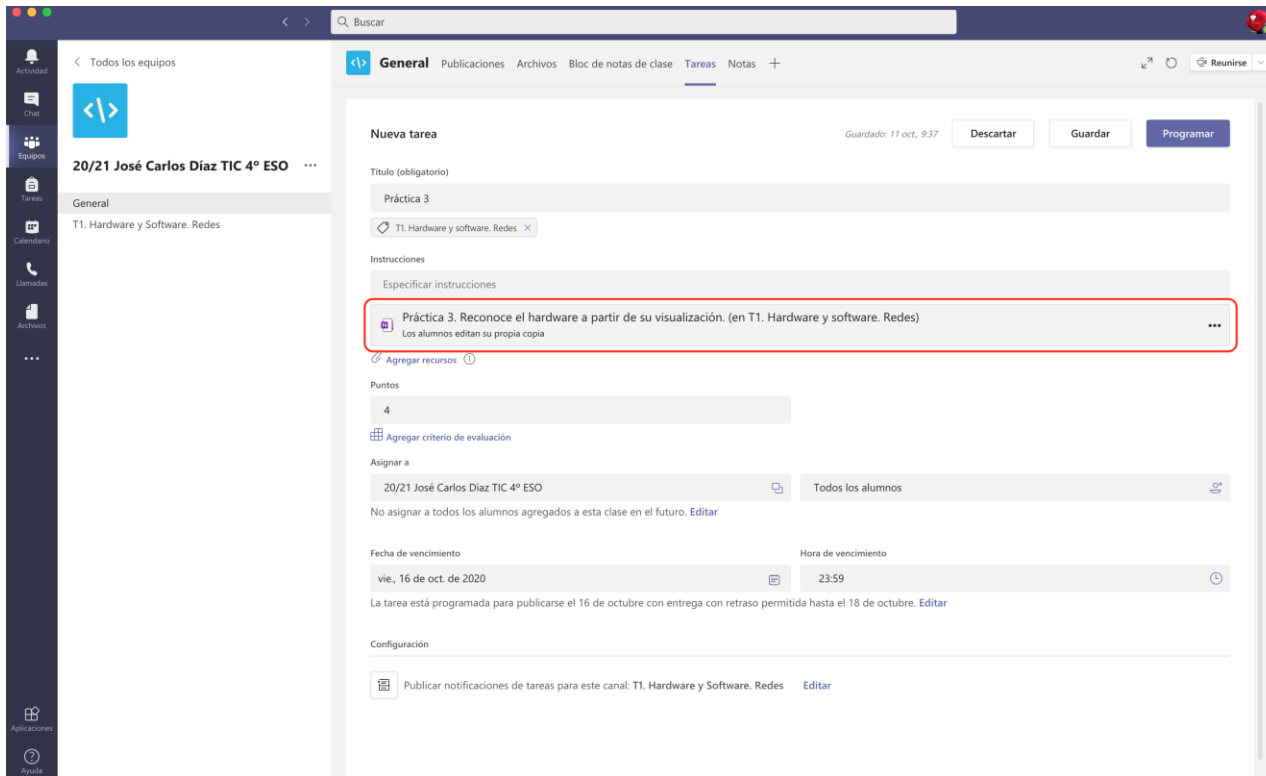 Buscar
Actividad
Chat
Equipos
Tareas
Calendario
Llamadas
Archivos
Aplicaciones
Ayuda
Todos los equipos
20/21 José Carlos Díaz TIC 4º ESO
General
T1. Hardware y Software. Redes
General Publicaciones Archivos Bloc de notas de clase Tareas Notas
Reunirse
Nueva tarea
Guardado: 11 oct., 9:37
Descartar
Guardar
Programar
Título (obligatorio)
Práctica 3
T1. Hardware y software. Redes
Instrucciones
Especificar instrucciones
Práctica 3. Reconoce el hardware a partir de su visualización. (en T1. Hardware y software. Redes)
Los alumnos editan su propia copia
Agregar recursos
Puntos
4
Agregar criterio de evaluación
Asignar a
20/21 José Carlos Díaz TIC 4º ESO
Todos los alumnos
No asignar a todos los alumnos agregados a esta clase en el futuro. Editar
Fecha de vencimiento
Hora de vencimiento
vie., 16 de oct. de 2020
23:59
La tarea está programada para publicarse el 16 de octubre con entrega con retraso permitida hasta el 18 de octubre. Editar
Configuración
Publicar notificaciones de tareas para este canal: T1. Hardware y Software. Redes Editar